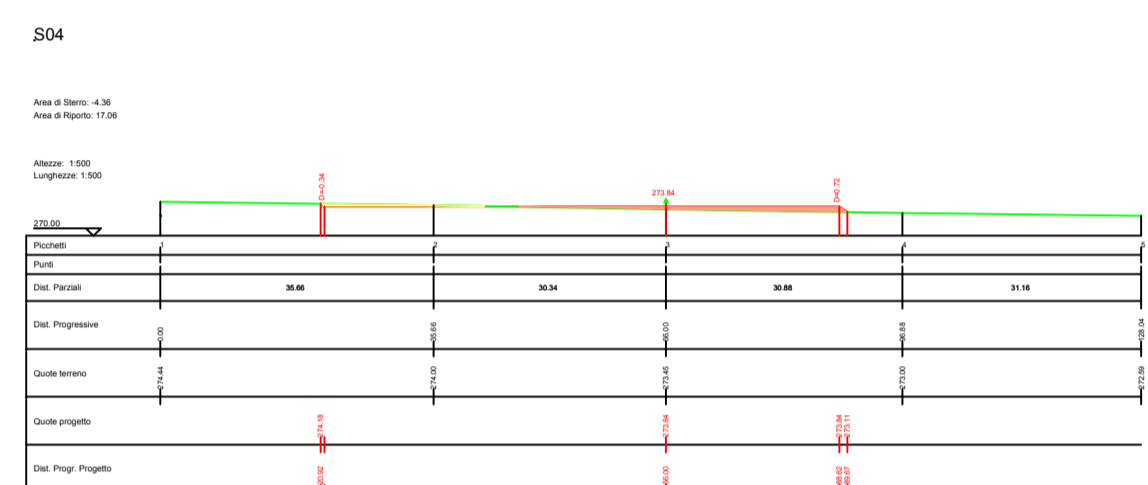 S04
Area di Sterro: -4.36
Area di Riporto: 17.06
Altezze: 1:500
Lunghezze: 1:500
D=-0.34
273.84
D=0.72
270.00
Picchetti 1 2 3 4 5
Punti
Dist. Parziali 35.66 30.34 30.88 31.16
Dist. Progressive 0.00 35.66 66.00 96.88 128.04
Quote terreno 274.44 274.00 273.45 273.00 272.59
Quote progetto 274.18 273.84 273.84 273.11
Dist. Progr. Progetto 20.92 66.00 88.62 89.67